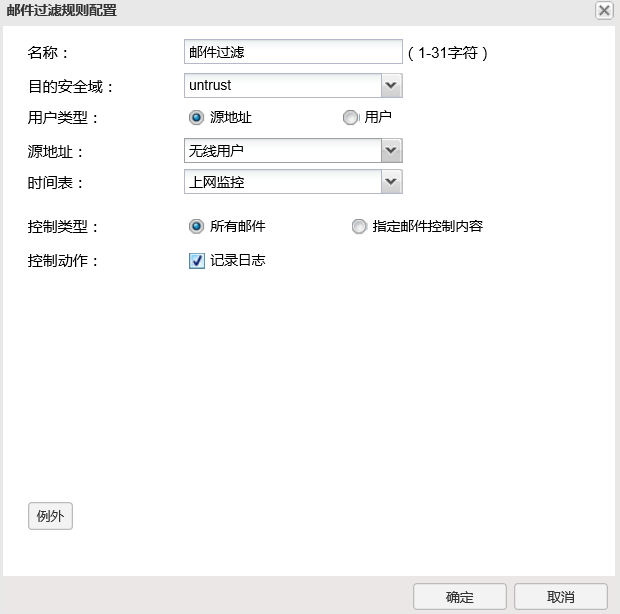 邮件过滤规则配置
名称： 邮件过滤 （1-31字符）
目的安全域： untrust
用户类型： 源地址 用户
源地址： 无线用户
时间表： 上网监控
控制类型： 所有邮件 指定邮件控制内容
控制动作： 记录日志
例外
确定 取消